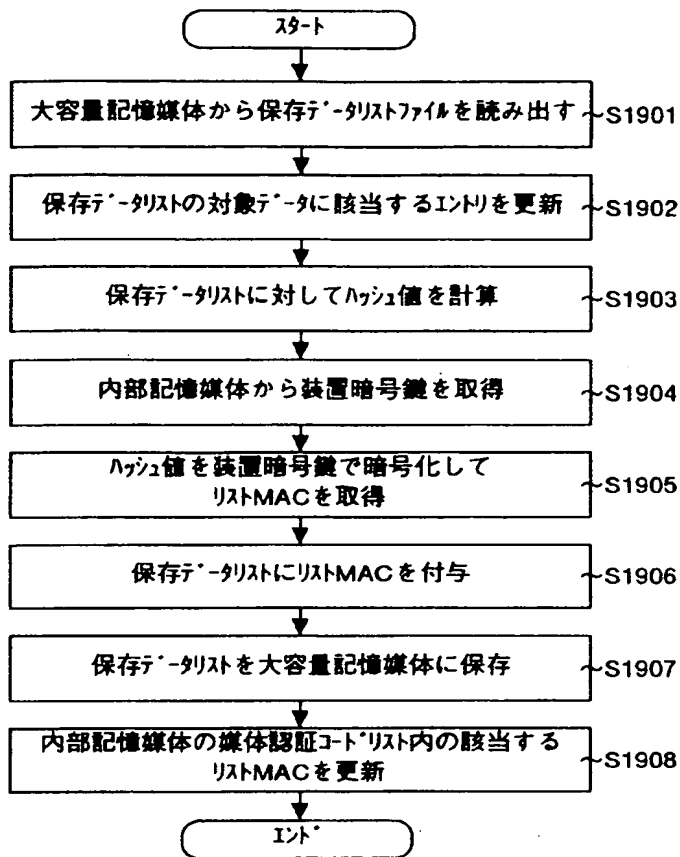 スタート
大容量記憶媒体から保存データリストファイルを読み出す
~S1901
保存データリストの対象データに該当するエントリを更新
~S1902
保存データリストに対してハッシュ値を計算
~S1903
内部記憶媒体から装置暗号鍵を取得
~S1904
ハッシュ値を装置暗号鍵で暗号化して
リストMACを取得
~S1905
保存データリストにリストMACを付与
~S1906
保存データリストを大容量記憶媒体に保存
~S1907
内部記憶媒体の媒体認証コードリスト内の該当する
リストMACを更新
~S1908
エンド